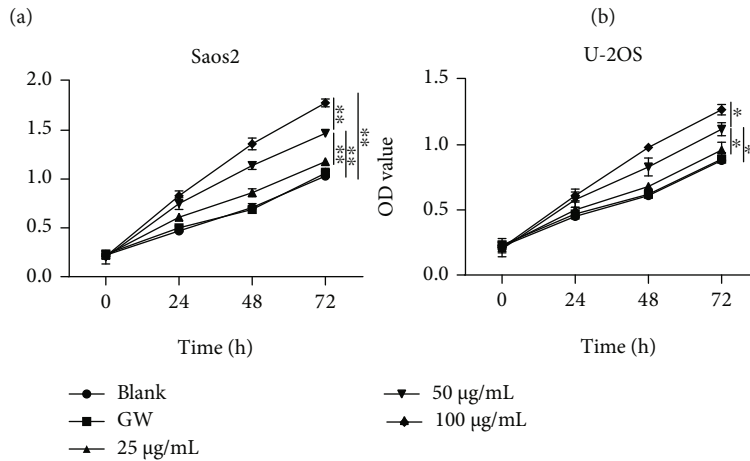 (a)
(b)
Saos2
2.0
1.5
1.0
0.5
0.0
0 24 48 72
Time (h)
**
**
**
**
U-2OS
OD value
1.5
1.0
0.5
0.0
0 24 48 72
Time (h)
*
*
*
Blank
GW
25 μg/mL
50 μg/mL
100 μg/mL